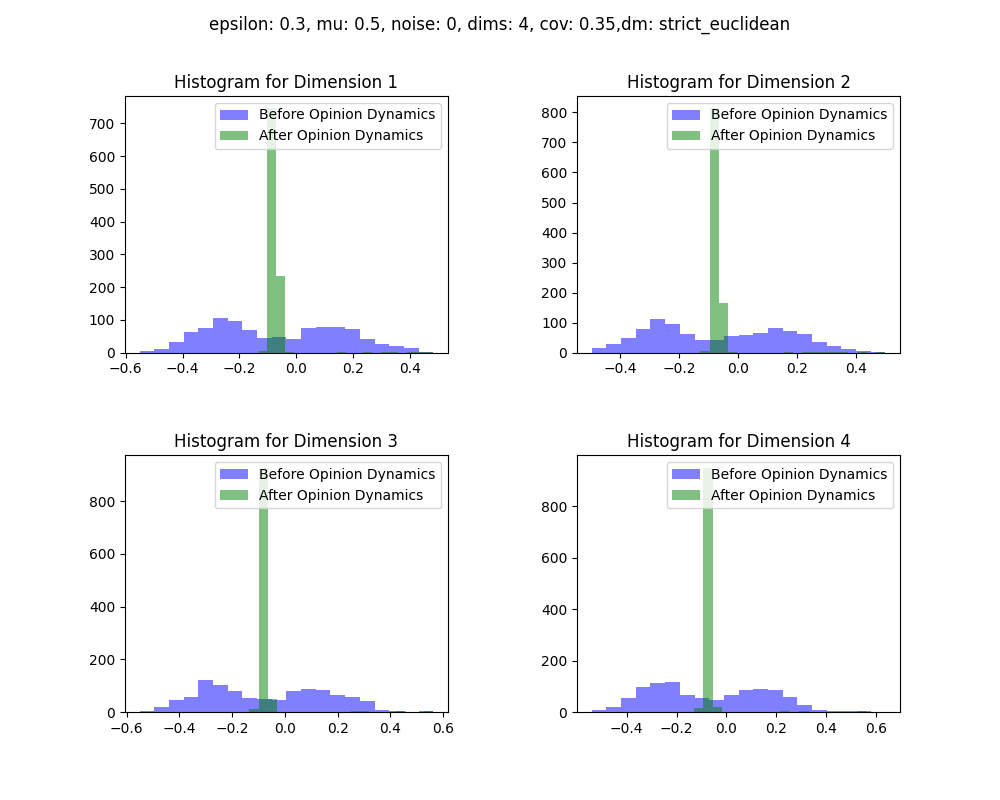 epsilon: 0.3, mu: 0.5, noise: 0, dims: 4, cov: 0.35,dm: strict_euclidean
Histogram for Dimension 1
Before Opinion Dynamics
After Opinion Dynamics
700
600
500
400
300
200
100
0
−0.6 −0.4 −0.2 0.0 0.2 0.4
Histogram for Dimension 2
Before Opinion Dynamics
After Opinion Dynamics
800
700
600
500
400
300
200
100
0
−0.4 −0.2 0.0 0.2 0.4
Histogram for Dimension 3
Before Opinion Dynamics
After Opinion Dynamics
800
600
400
200
0
−0.6 −0.4 −0.2 0.0 0.2 0.4 0.6
Histogram for Dimension 4
Before Opinion Dynamics
After Opinion Dynamics
800
600
400
200
0
−0.4 −0.2 0.0 0.2 0.4 0.6